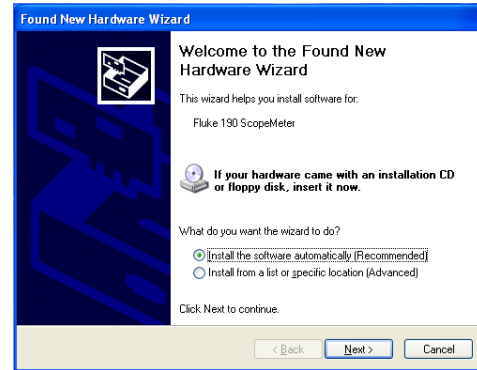 Found New Hardware Wizard
Welcome to the Found New
Hardware Wizard
This wizard helps you install software for:
Fluke 190 ScopeMeter
If your hardware came with an installation CD
or floppy disk, insert it now.
What do you want the wizard to do?
Install the software automatically (Recommended)
Install from a list or specific location (Advanced)
Click Next to continue.
< Back Next > Cancel